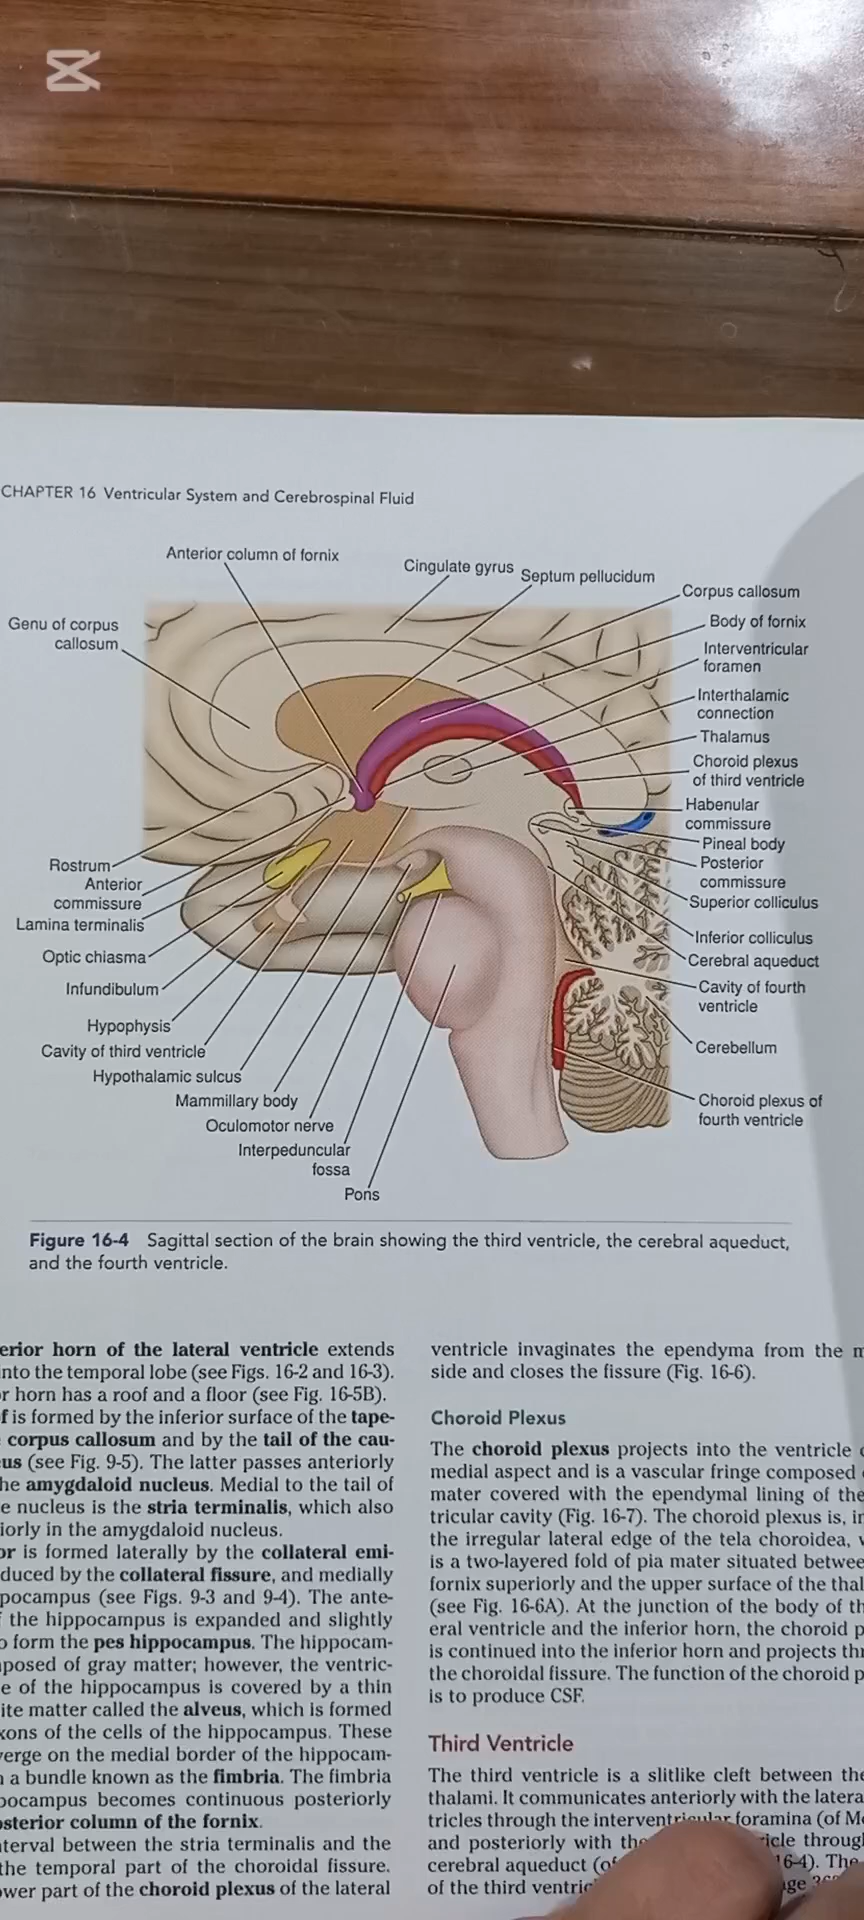 CHAPTER 16 Ventricular System and Cerebrospinal Fluid
Anterior column of fornix
Cingulate gyrus
Septum pellucidum
Corpus callosum
Body of fornix
Genu of corpus
callosum
Interventricular
foramen
Interthalamic
connection
Thalamus
Choroid plexus
of third ventricle
Habenular
commissure
Pineal body
Posterior
commissure
Superior colliculus
Inferior colliculus
Cerebral aqueduct
Cavity of fourth
ventricle
Cerebellum
Choroid plexus of
fourth ventricle
Rostrum
Anterior
commissure
Lamina terminalis
Optic chiasma
Infundibulum
Hypophysis
Cavity of third ventricle
Hypothalamic sulcus
Mammillary body
Oculomotor nerve
Interpeduncular
fossa
Pons
Figure 16-4 Sagittal section of the brain showing the third ventricle, the cerebral aqueduct,
and the fourth ventricle.
erior horn of the lateral ventricle extends
nto the temporal lobe (see Figs. 16-2 and 16-3).
r horn has a roof and a floor (see Fig. 16-5B).
f is formed by the inferior surface of the tape-
corpus callosum and by the tail of the cau-
us (see Fig. 9-5). The latter passes anteriorly
he amygdaloid nucleus. Medial to the tail of
e nucleus is the stria terminalis, which also
iorly in the amygdaloid nucleus.
or is formed laterally by the collateral emi-
duced by the collateral fissure, and medially
pocampus (see Figs. 9-3 and 9-4). The ante-
f the hippocampus is expanded and slightly
o form the pes hippocampus. The hippocam-
posed of gray matter; however, the ventric-
e of the hippocampus is covered by a thin
ite matter called the alveus, which is formed
xons of the cells of the hippocampus. These
verge on the medial border of the hippocam-
a bundle known as the fimbria. The fimbria
pocampus becomes continuous posteriorly
osterior column of the fornix.
nterval between the stria terminalis and the
the temporal part of the choroidal fissure.
ower part of the choroid plexus of the lateral
ventricle invaginates the ependyma from the m
side and closes the fissure (Fig. 16-6).
Choroid Plexus
The choroid plexus projects into the ventricle
medial aspect and is a vascular fringe composed
mater covered with the ependymal lining of the
tricular cavity (Fig. 16-7). The choroid plexus is, in
the irregular lateral edge of the tela choroidea,
is a two-layered fold of pia mater situated betwee
fornix superiorly and the upper surface of the thal
(see Fig. 16-6A). At the junction of the body of th
eral ventricle and the inferior horn, the choroid p
is continued into the inferior horn and projects thr
the choroidal fissure. The function of the choroid p
is to produce CSF.
Third Ventricle
The third ventricle is a slitlike cleft between the
thalami. It communicates anteriorly with the latera
tricles through the interventricular foramina (of M
and posteriorly with the ricle through
cerebral aqueduct (of 16-4). The
of the third ventric